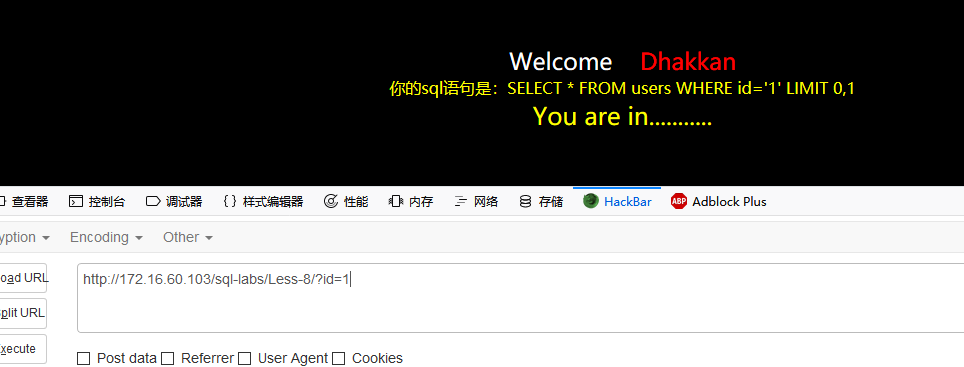 Welcome Dhakkan
你的sql语句是：SELECT * FROM users WHERE id='1' LIMIT 0,1
You are in...........
查看器 控制台 调试器 {} 样式编辑器 性能 内存 网络 存储 HackBar ABP Adblock Plus
yption Encoding Other
oad URL http://172.16.60.103/sql-labs/Less-8/?id=1
plit URL
xecute
Post data Referrer User Agent Cookies